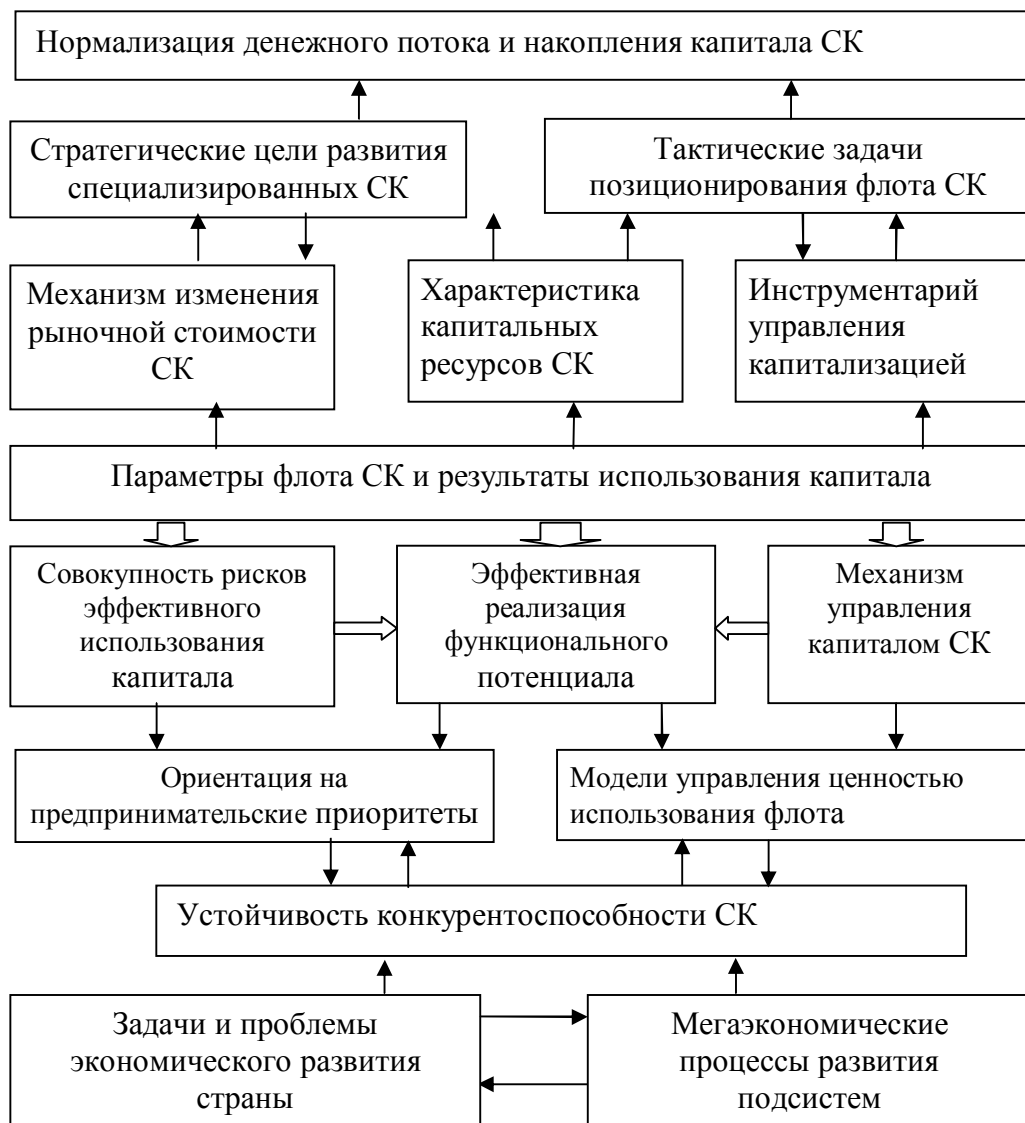 Нормализация денежного потока и накопления капитала СК
Стратегические цели развития
специализированных СК
Тактические задачи
позиционирования флота СК
Механизм изменения
рыночной стоимости
СК
Характеристика
капитальных
ресурсов СК
Инструментарий
управления
капитализацией
Параметры флота СК и результаты использования капитала
Совокупность рисков
эффективного
использования
капитала
Эффективная
реализация
функционального
потенциала
Механизм
управления
капиталом СК
Ориентация на
предпринимательские приоритеты
Модели управления ценностью
использования флота
Устойчивость конкурентоспособности СК
Задачи и проблемы
экономического развития
страны
Мегаэкономические
процессы развития
подсистем